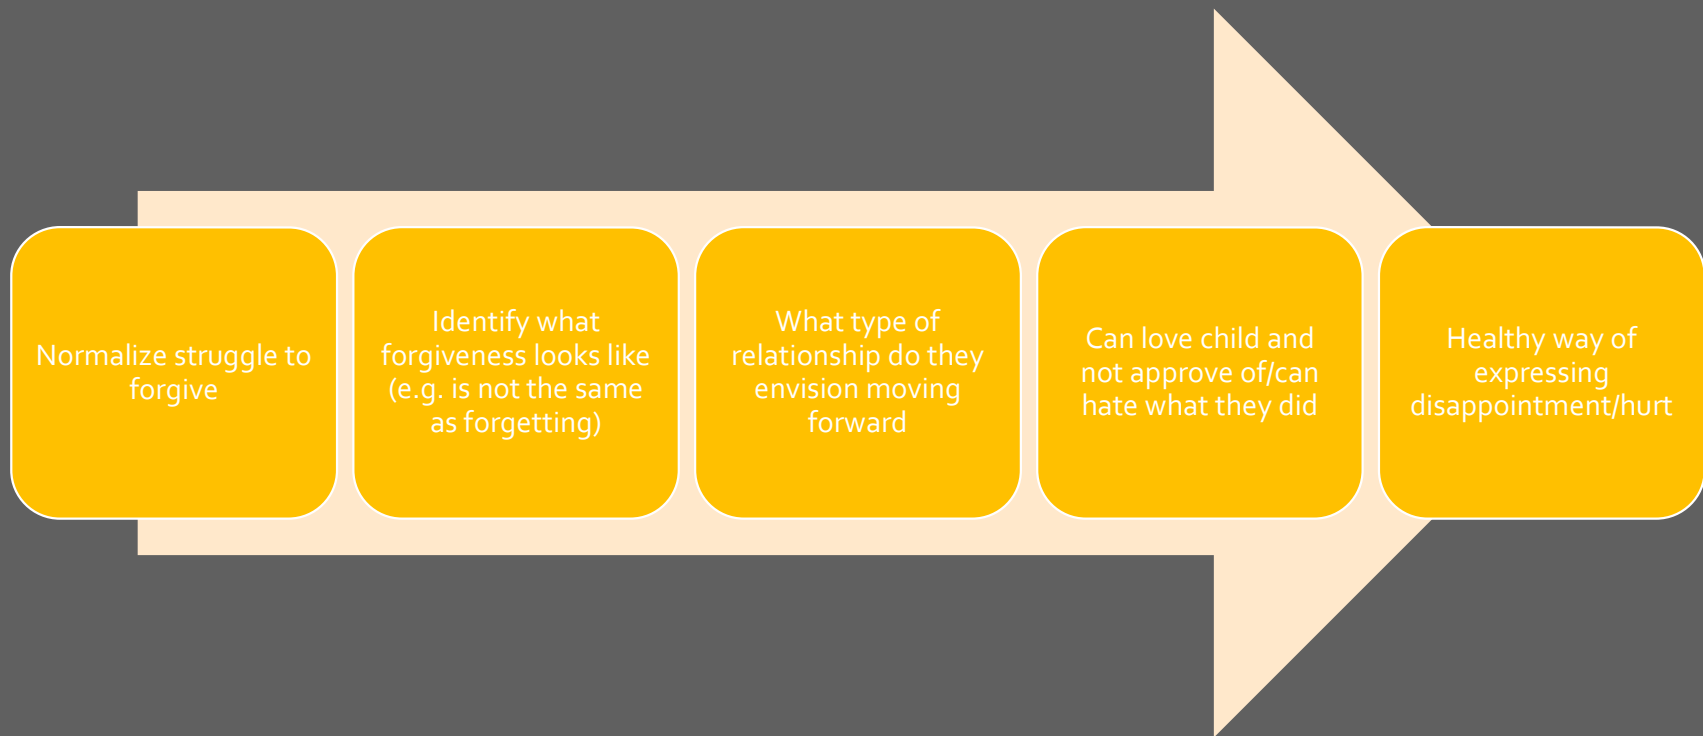 Normalize struggle to
forgive
Identify what
forgiveness looks like
(e.g. is not the same
as forgetting)
What type of
relationship do they
envision moving
forward
Can love child and
not approve of/can
hate what they did
Healthy way of
expressing
disappointment/hurt